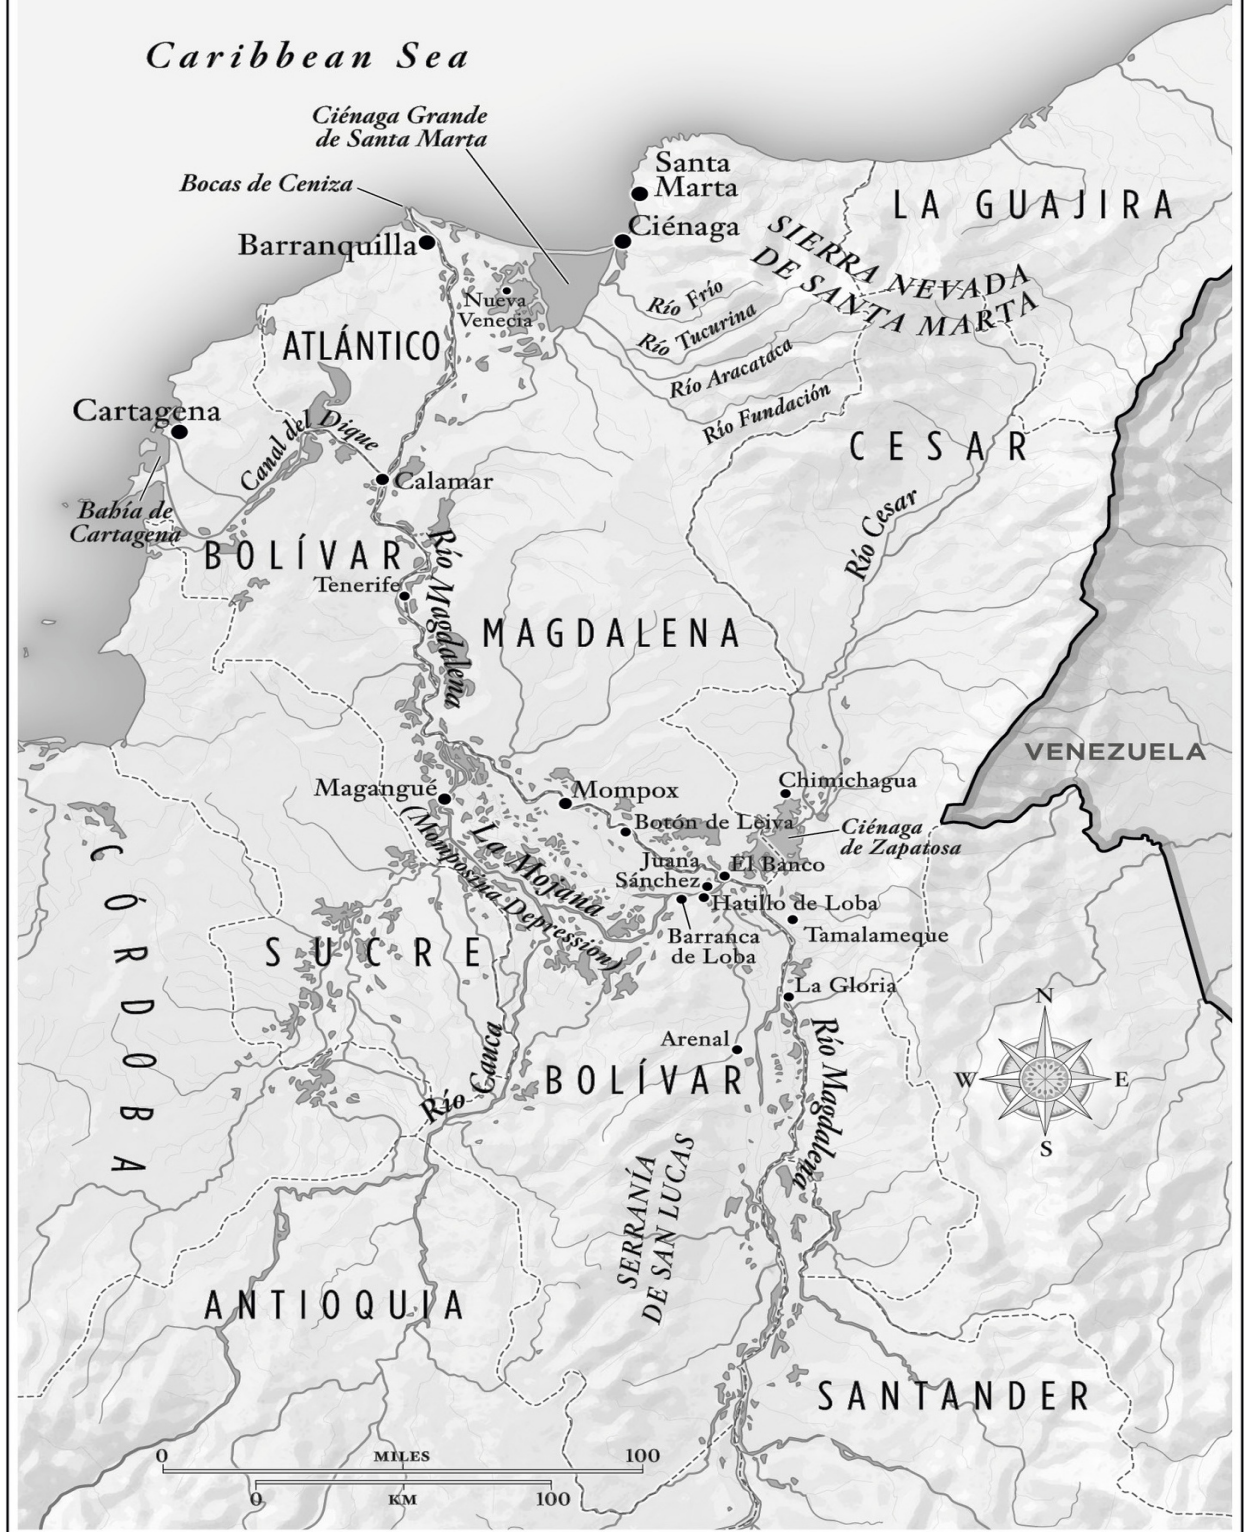 Caribbean Sea
Ciénaga Grande
de Santa Marta
Bocas de Ceniza
Santa
Marta
LA GUAJIRA
Barranquilla
Ciénaga
SIERRA NEVADA
DE SANTA MARTA
Nueva
Venecia
Río Frío
Río Tucurina
Río Aracataca
Río Fundación
ATLÁNTICO
Cartagena
Canal del Dique
CESAR
Calamar
Bahía de
Cartagena
Río Cesar
BOLÍVAR
Río Magdalena
Tenerife
MAGDALENA
VENEZUELA
Chimichagua
Magangué
Mompox
Botón de Leiva
Ciénaga
de Zapatosa
La Mojana
(Momposina Depression)
Juana
Sánchez
El Banco
Hatillo de Loba
CÓRDOBA
SUCRE
Barranca
de Loba
Tamalameque
La Gloria
N
Arenal
Río Magdalena
W
E
Río Cauca
BOLÍVAR
S
SERRANÍA
DE SAN LUCAS
ANTIOQUIA
SANTANDER
0 MILES 100
0 KM 100